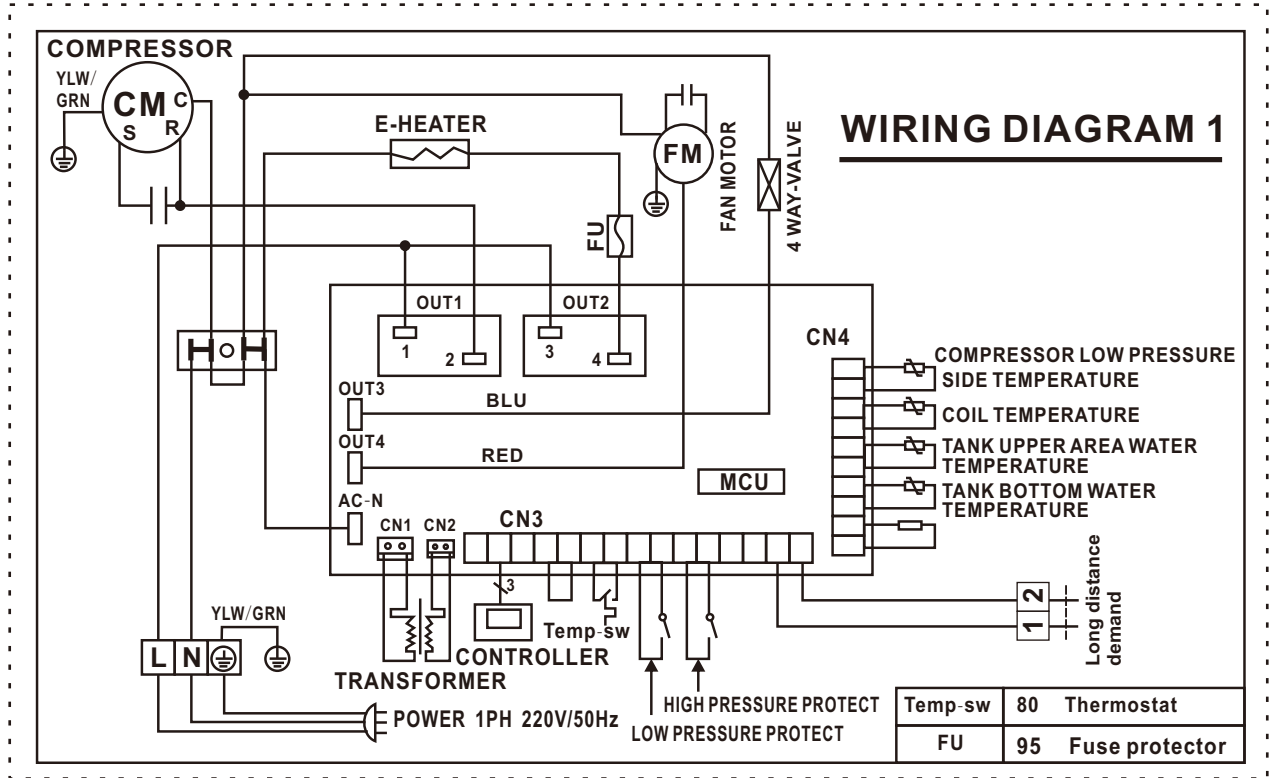 COMPRESSOR
YLW/
GRN
CM
C
S
R
E-HEATER
FM
FAN MOTOR
4 WAY-VALVE
WIRING DIAGRAM 1
FU
OUT1
OUT2
1
2
3
4
CN4
OUT3
BLU
OUT4
RED
AC-N
MCU
CN1
CN2
CN3
COMPRESSOR LOW PRESSURE
SIDE TEMPERATURE
COIL TEMPERATURE
TANK UPPER AREA WATER
TEMPERATURE
TANK BOTTOM WATER
TEMPERATURE
3
Temp-sw
CONTROLLER
TRANSFORMER
YLW/GRN
L
N
POWER 1PH 220V/50Hz
HIGH PRESSURE PROTECT
LOW PRESSURE PROTECT
2
1
Long distance
demand
Temp-sw 80 Thermostat
FU 95 Fuse protector